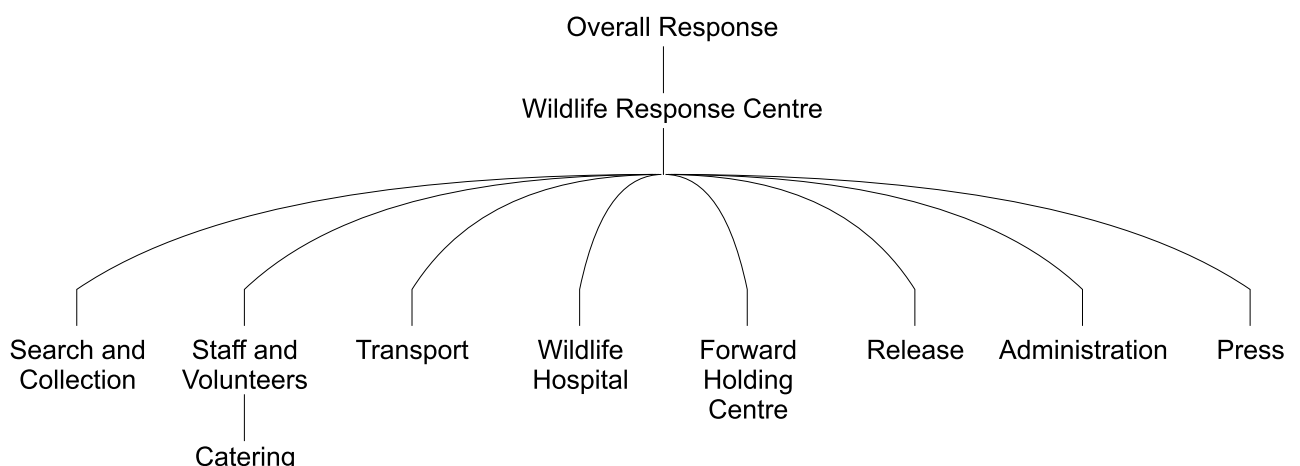 Overall Response
Wildlife Response Centre
Search and
Collection
Staff and
Volunteers
Transport
Wildlife
Hospital
Forward
Holding
Centre
Release
Administration
Press
Catering